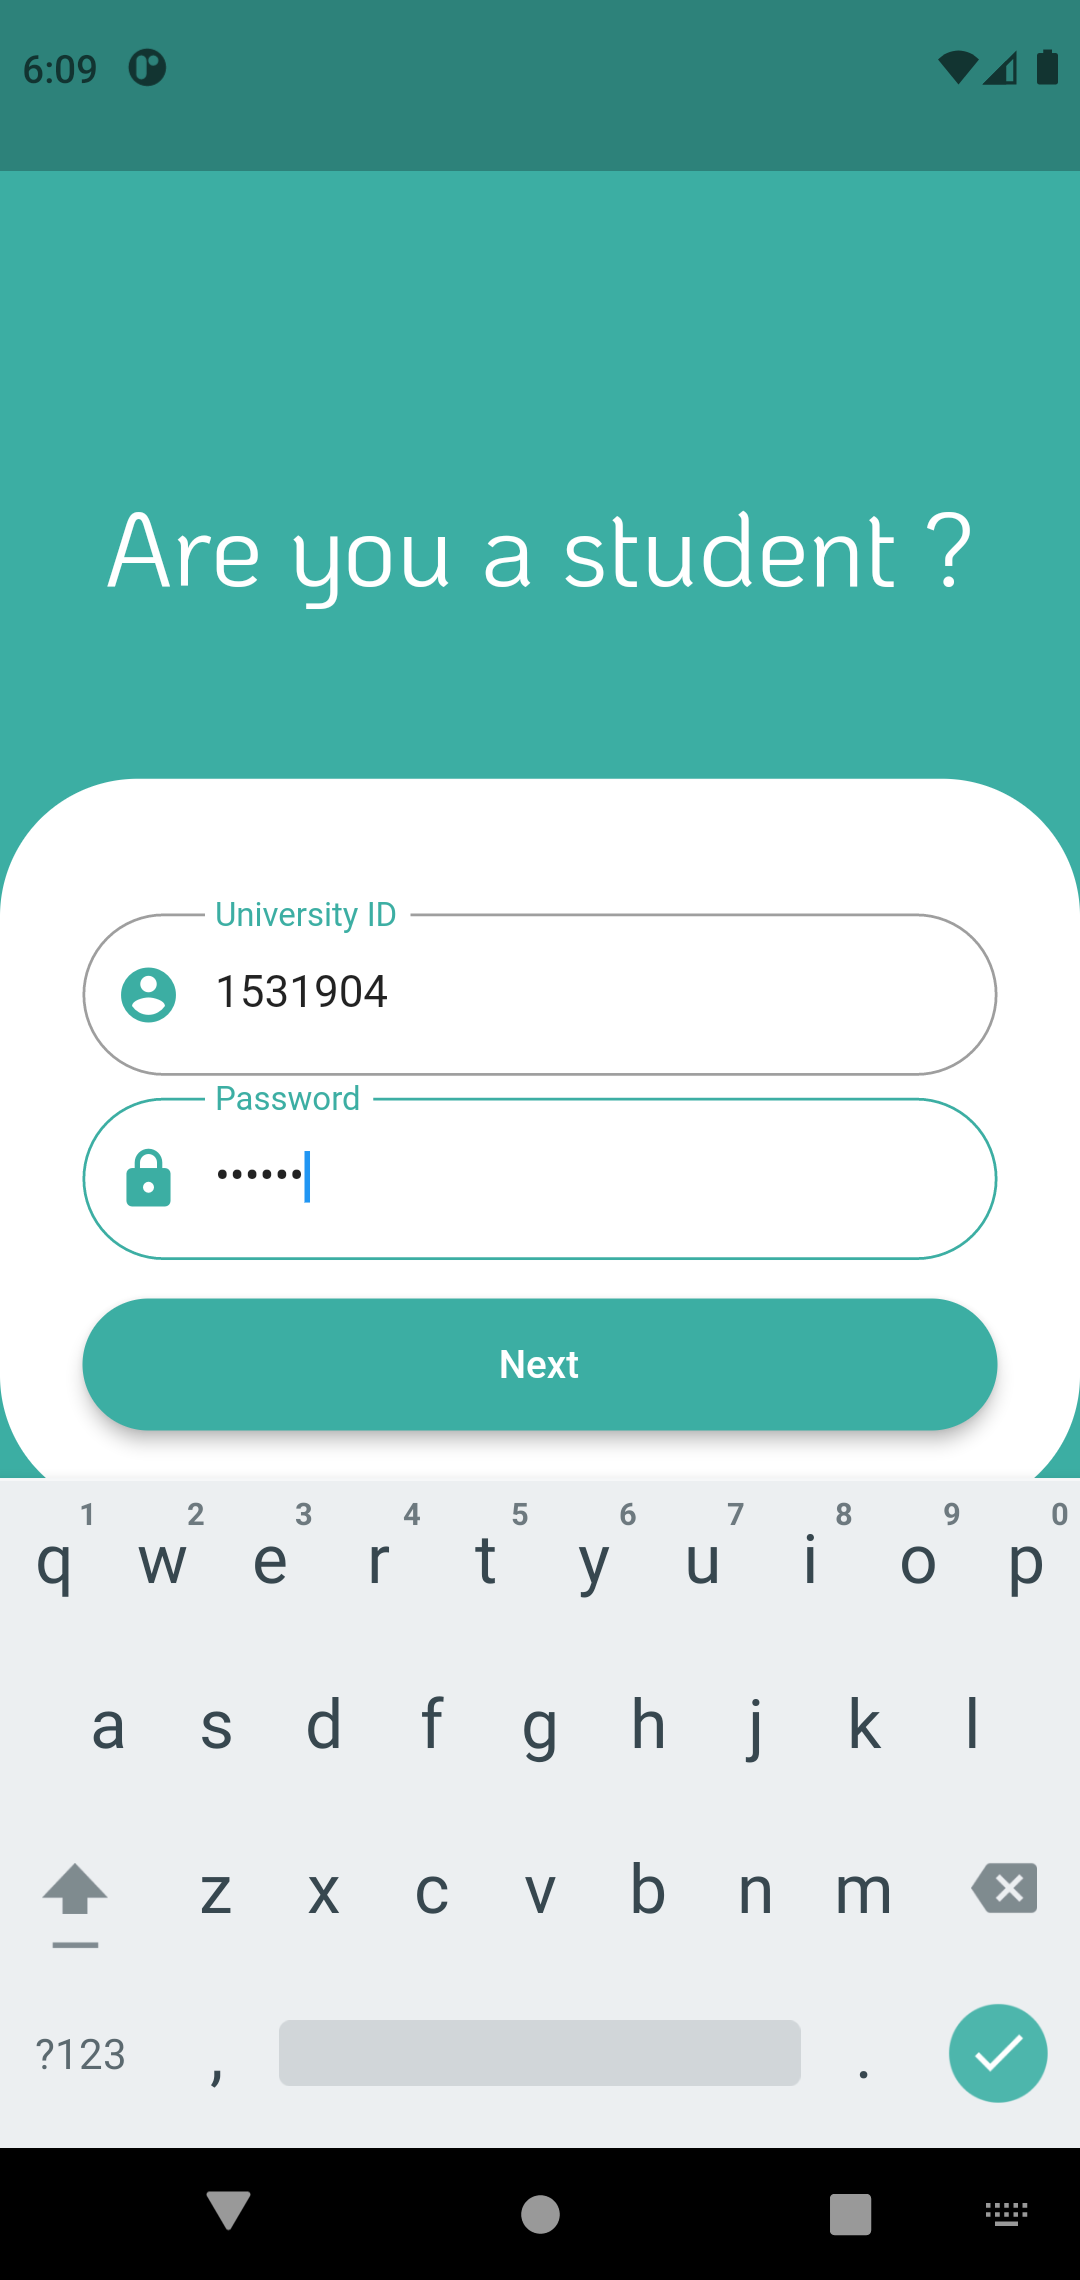 6:09
Are you a student ?
University ID
1531904
Password
••••••
Next
1 2 3 4 5 6 7 8 9 0
q w e r t y u i o p
a s d f g h j k l
z x c v b n m
?123 , .